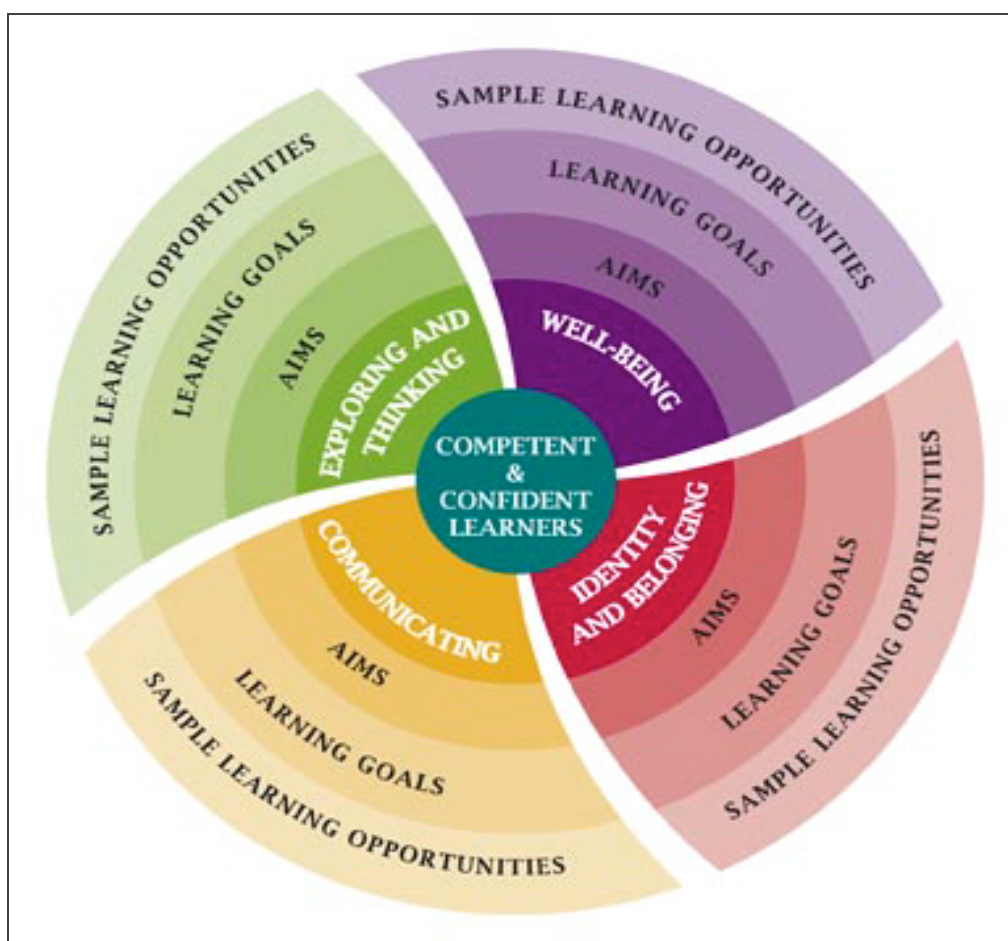 SAMPLE LEARNING OPPORTUNITIES
LEARNING GOALS
AIMS
EXPLORING AND
THINKING
SAMPLE LEARNING OPPORTUNITIES
LEARNING GOALS
AIMS
WELL-BEING
COMPETENT
&
CONFIDENT
LEARNERS
COMMUNICATING
AIMS
LEARNING GOALS
SAMPLE LEARNING OPPORTUNITIES
IDENTITY
AND BELONGING
AIMS
LEARNING GOALS
SAMPLE LEARNING OPPORTUNITIES